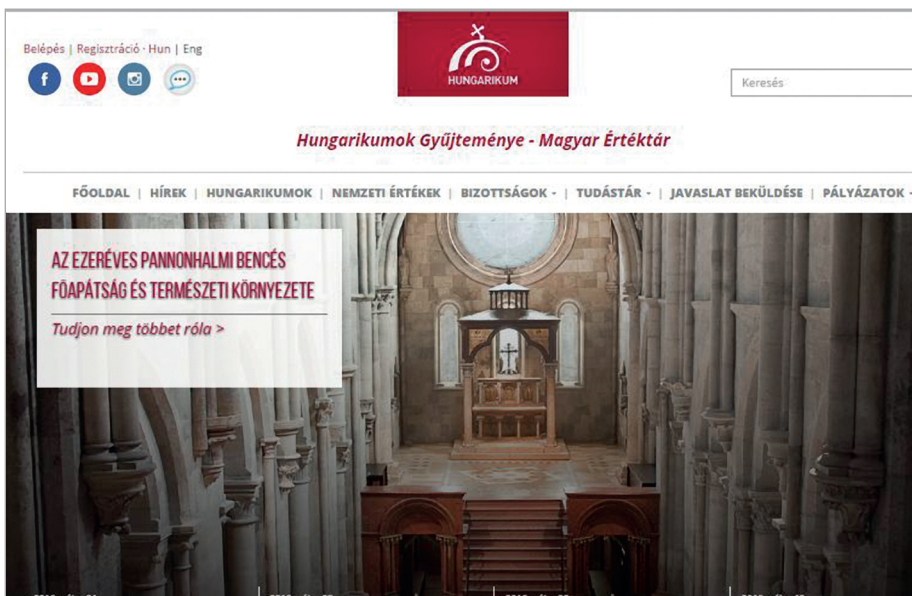 Belépés | Regisztráció · Hun | Eng
HUNGARIKUM
Keresés
Hungarikumok Gyűjteménye - Magyar Értéktár
FŐOLDAL | HÍREK | HUNGARIKUMOK | NEMZETI ÉRTÉKEK | BIZOTTSÁGOK | TUDÁSTÁR | JAVASLAT BEKÜLDÉSE | PÁLYÁZATOK
AZ EZERÉVES PANNONHALMI BENCÉS
FŐAPÁTSÁG ÉS TERMÉSZETI KÖRNYEZETE
Tudjon meg többet róla >